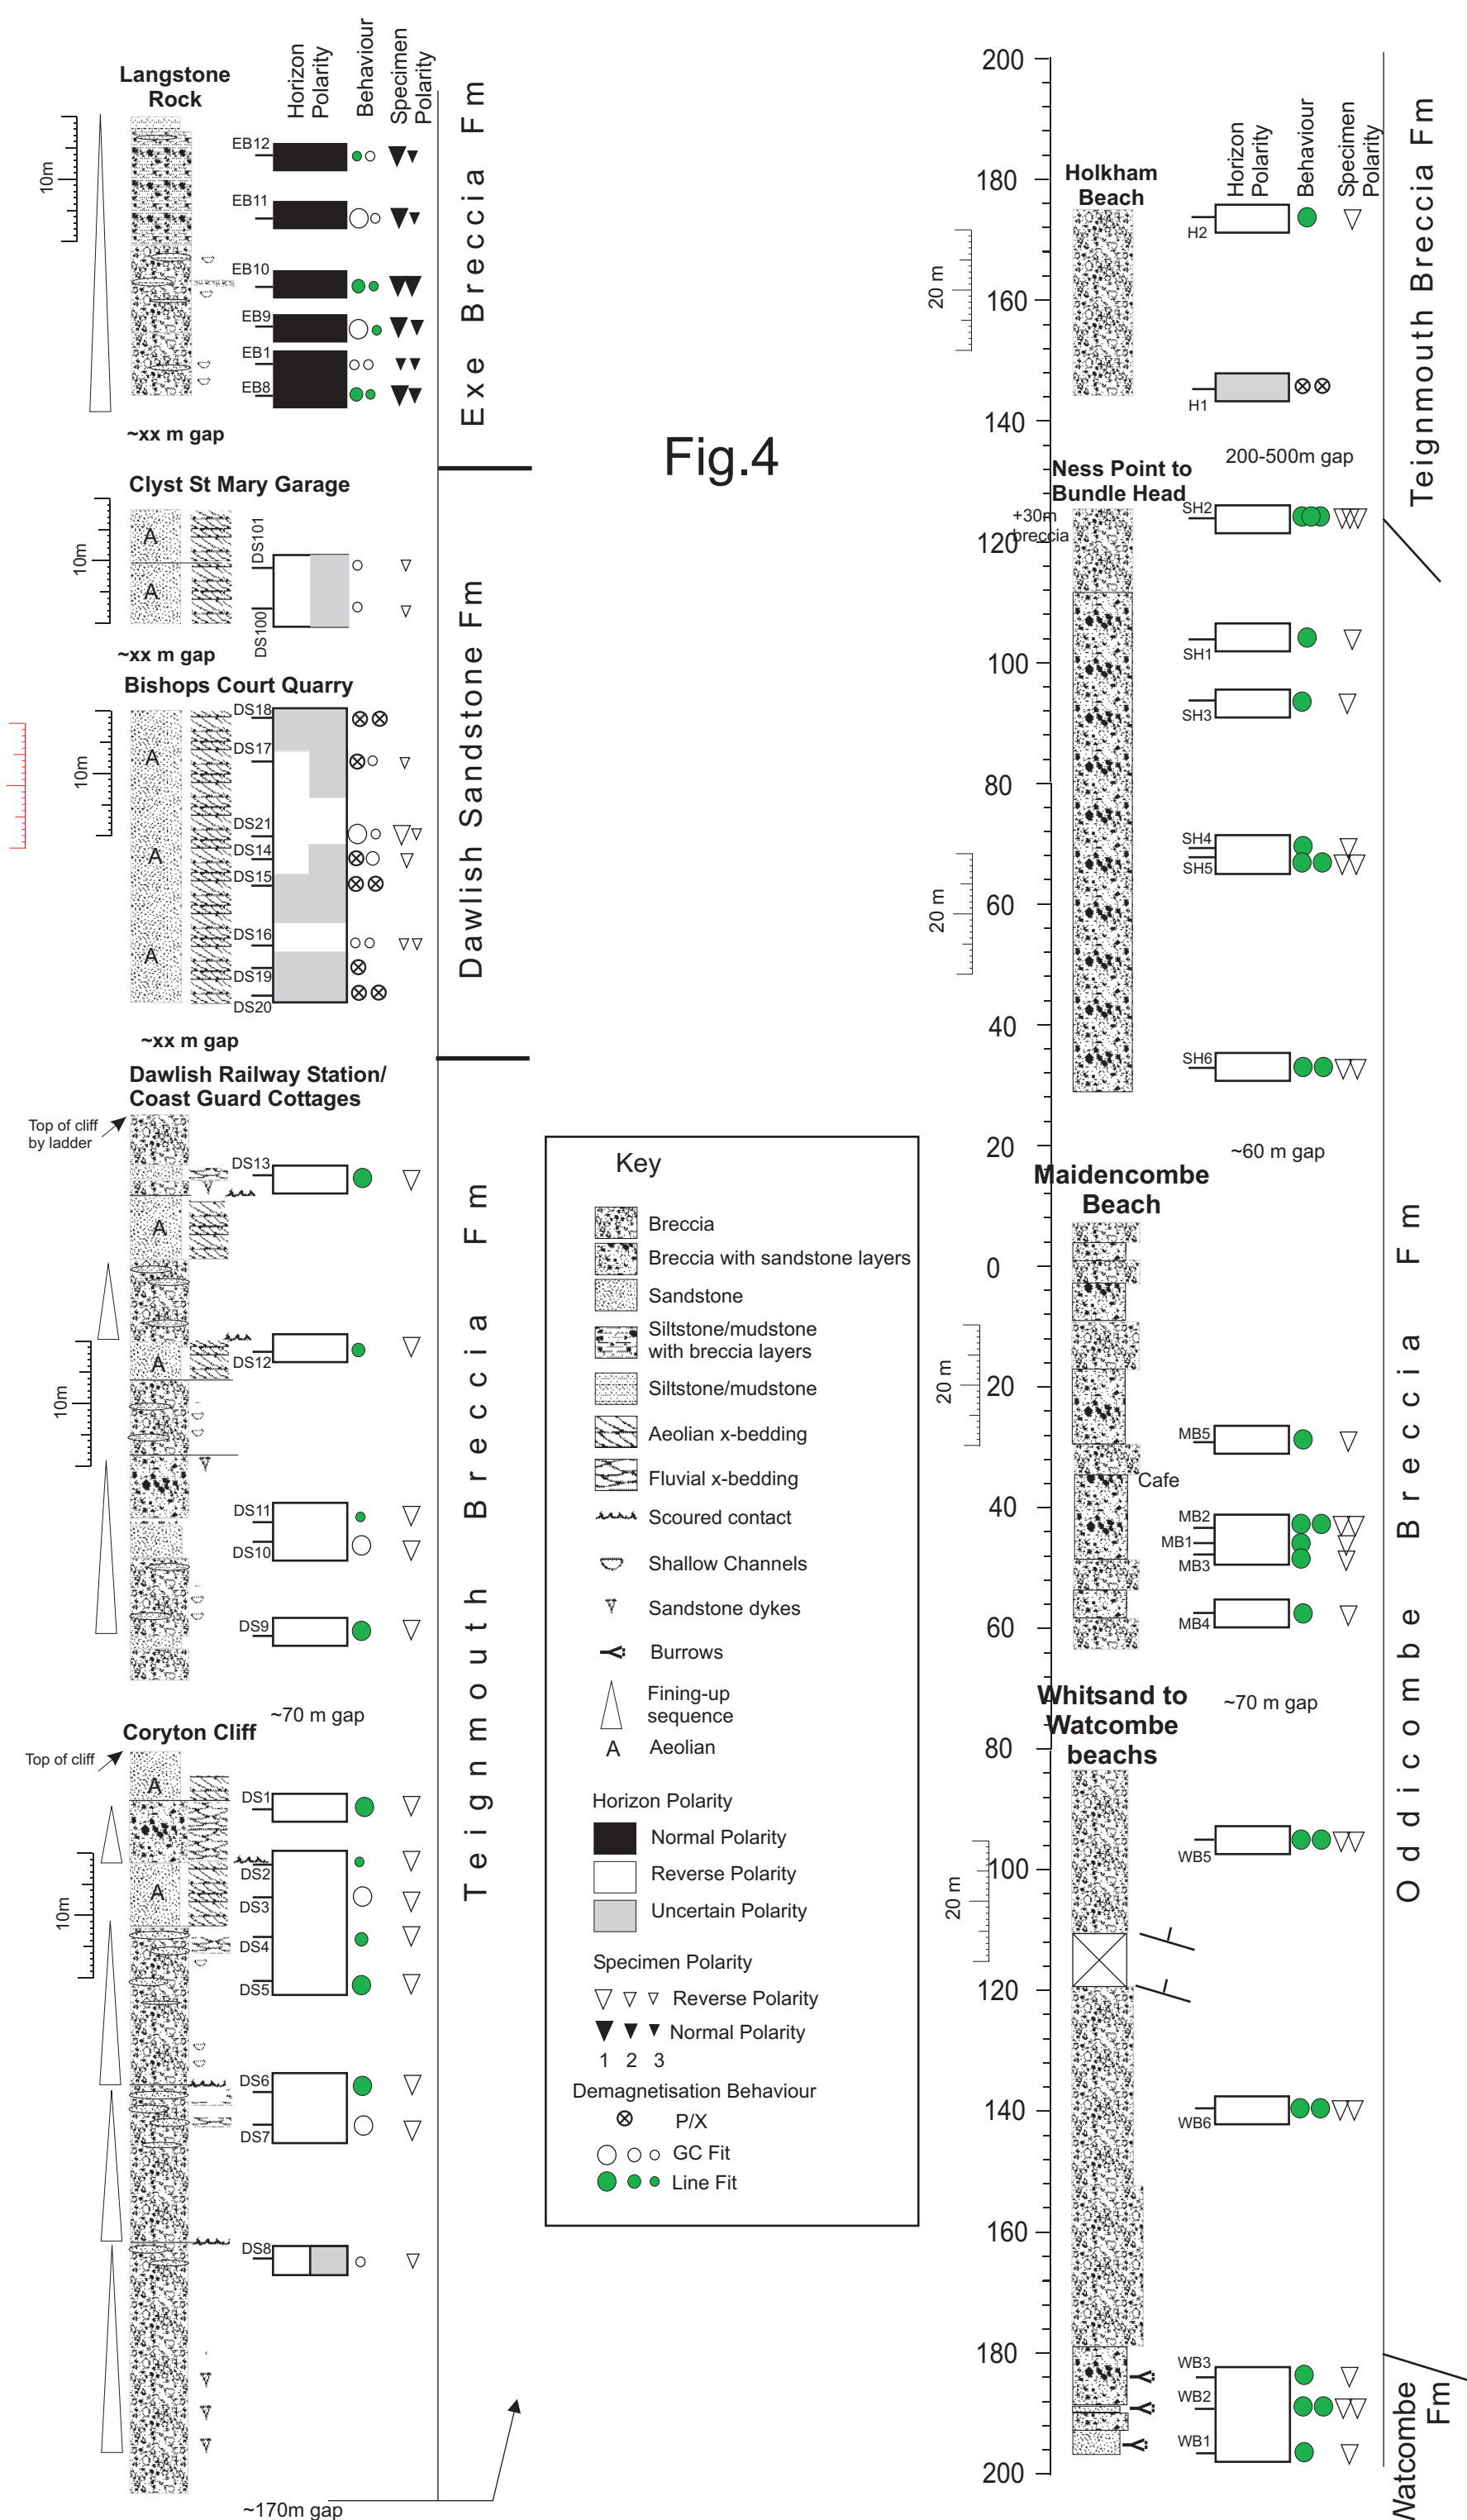 Langstone
Rock
Horizon
Polarity
Behaviour
Specimen
Polarity
10m
EB12
EB11
EB10
EB9
EB1
EB8
~xx m gap
Exe Breccia Fm
Clyst St Mary Garage
10m
A
A
DS101
DS100
~xx m gap
Bishops Court Quarry
10m
A
A
A
DS18
DS17
DS21
DS14
DS15
DS16
DS19
DS20
~xx m gap
Dawlish Sandstone Fm
Dawlish Railway Station/
Coast Guard Cottages
Top of cliff
by ladder
10m
A
A
DS13
DS12
DS11
DS10
DS9
~70 m gap
Coryton Cliff
Top of cliff
10m
A
A
DS1
DS2
DS3
DS4
DS5
DS6
DS7
DS8
~170m gap
Teignmouth Breccia Fm
Fig.4
Key
Breccia
Breccia with sandstone layers
Sandstone
Siltstone/mudstone
with breccia layers
Siltstone/mudstone
Aeolian x-bedding
Fluvial x-bedding
Scoured contact
Shallow Channels
Sandstone dykes
Burrows
Fining-up
sequence
A Aeolian
Horizon Polarity
Normal Polarity
Reverse Polarity
Uncertain Polarity
Specimen Polarity
Reverse Polarity
Normal Polarity
1 2 3
Demagnetisation Behaviour
P/X
GC Fit
Line Fit
200
180
160
140
120
100
80
60
40
20
0
20
40
60
80
100
120
140
160
180
200
Horizon
Polarity
Behaviour
Specimen
Polarity
Holkham
Beach
20 m
H2
H1
200-500m gap
Teignmouth Breccia Fm
Ness Point to
Bundle Head
+30m
breccia
20 m
SH2
SH1
SH3
SH4
SH5
SH6
~60 m gap
Maidencombe
Beach
20 m
Cafe
MB5
MB2
MB1
MB3
MB4
~70 m gap
Whitsand to
Watcombe
beachs
20 m
WB5
WB6
WB3
WB2
WB1
Oddicombe Breccia Fm
Watcombe
Fm